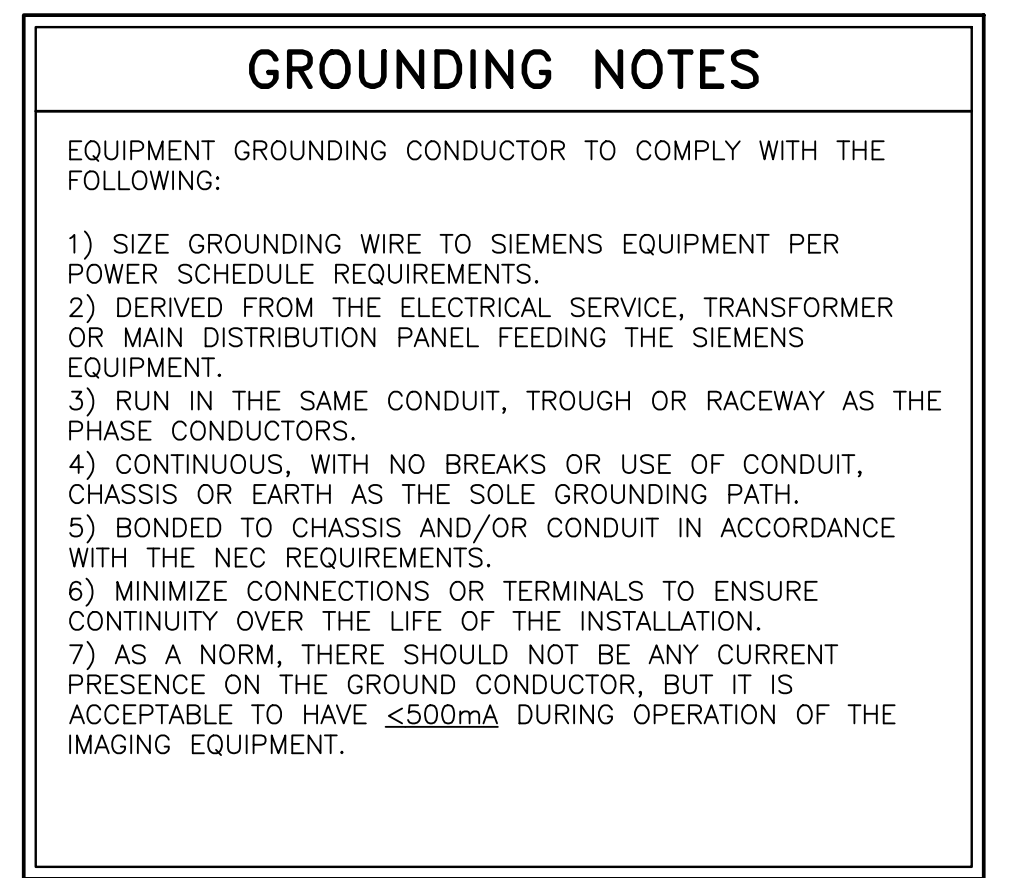 GROUNDING NOTES
EQUIPMENT GROUNDING CONDUCTOR TO COMPLY WITH THE
FOLLOWING:
1) SIZE GROUNDING WIRE TO SIEMENS EQUIPMENT PER
POWER SCHEDULE REQUIREMENTS.
2) DERIVED FROM THE ELECTRICAL SERVICE, TRANSFORMER
OR MAIN DISTRIBUTION PANEL FEEDING THE SIEMENS
EQUIPMENT.
3) RUN IN THE SAME CONDUIT, TROUGH OR RACEWAY AS THE
PHASE CONDUCTORS.
4) CONTINUOUS, WITH NO BREAKS OR USE OF CONDUIT,
CHASSIS OR EARTH AS THE SOLE GROUNDING PATH.
5) BONDED TO CHASSIS AND/OR CONDUIT IN ACCORDANCE
WITH THE NEC REQUIREMENTS.
6) MINIMIZE CONNECTIONS OR TERMINALS TO ENSURE
CONTINUITY OVER THE LIFE OF THE INSTALLATION.
7) AS A NORM, THERE SHOULD NOT BE ANY CURRENT
PRESENCE ON THE GROUND CONDUCTOR, BUT IT IS
ACCEPTABLE TO HAVE <500mA DURING OPERATION OF THE
IMAGING EQUIPMENT.